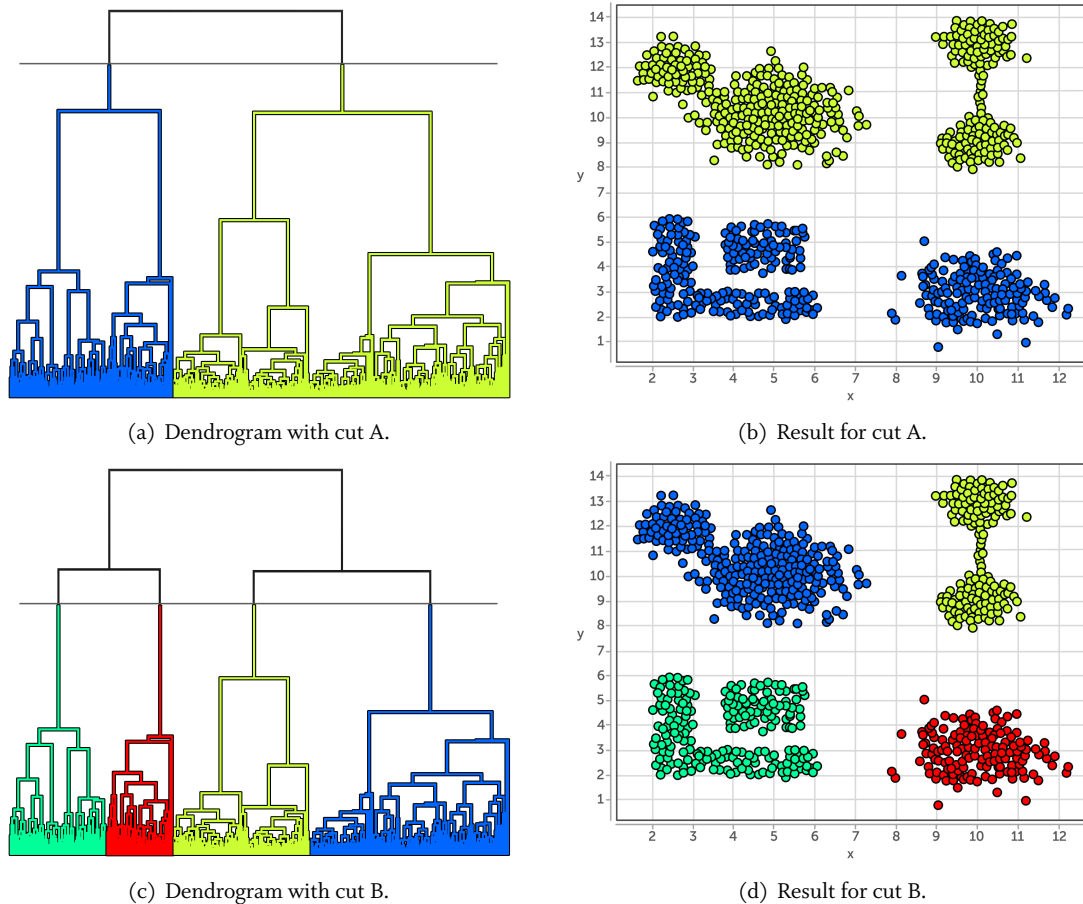 14
13
12
11
10
9
8
y
7
6
5
4
3
2
1
2 3 4 5 6 7 8 9 10 11 12
x
(a) Dendrogram with cut A.
(b) Result for cut A.
14
13
12
11
10
9
8
y
7
6
5
4
3
2
1
2 3 4 5 6 7 8 9 10 11 12
x
(c) Dendrogram with cut B.
(d) Result for cut B.